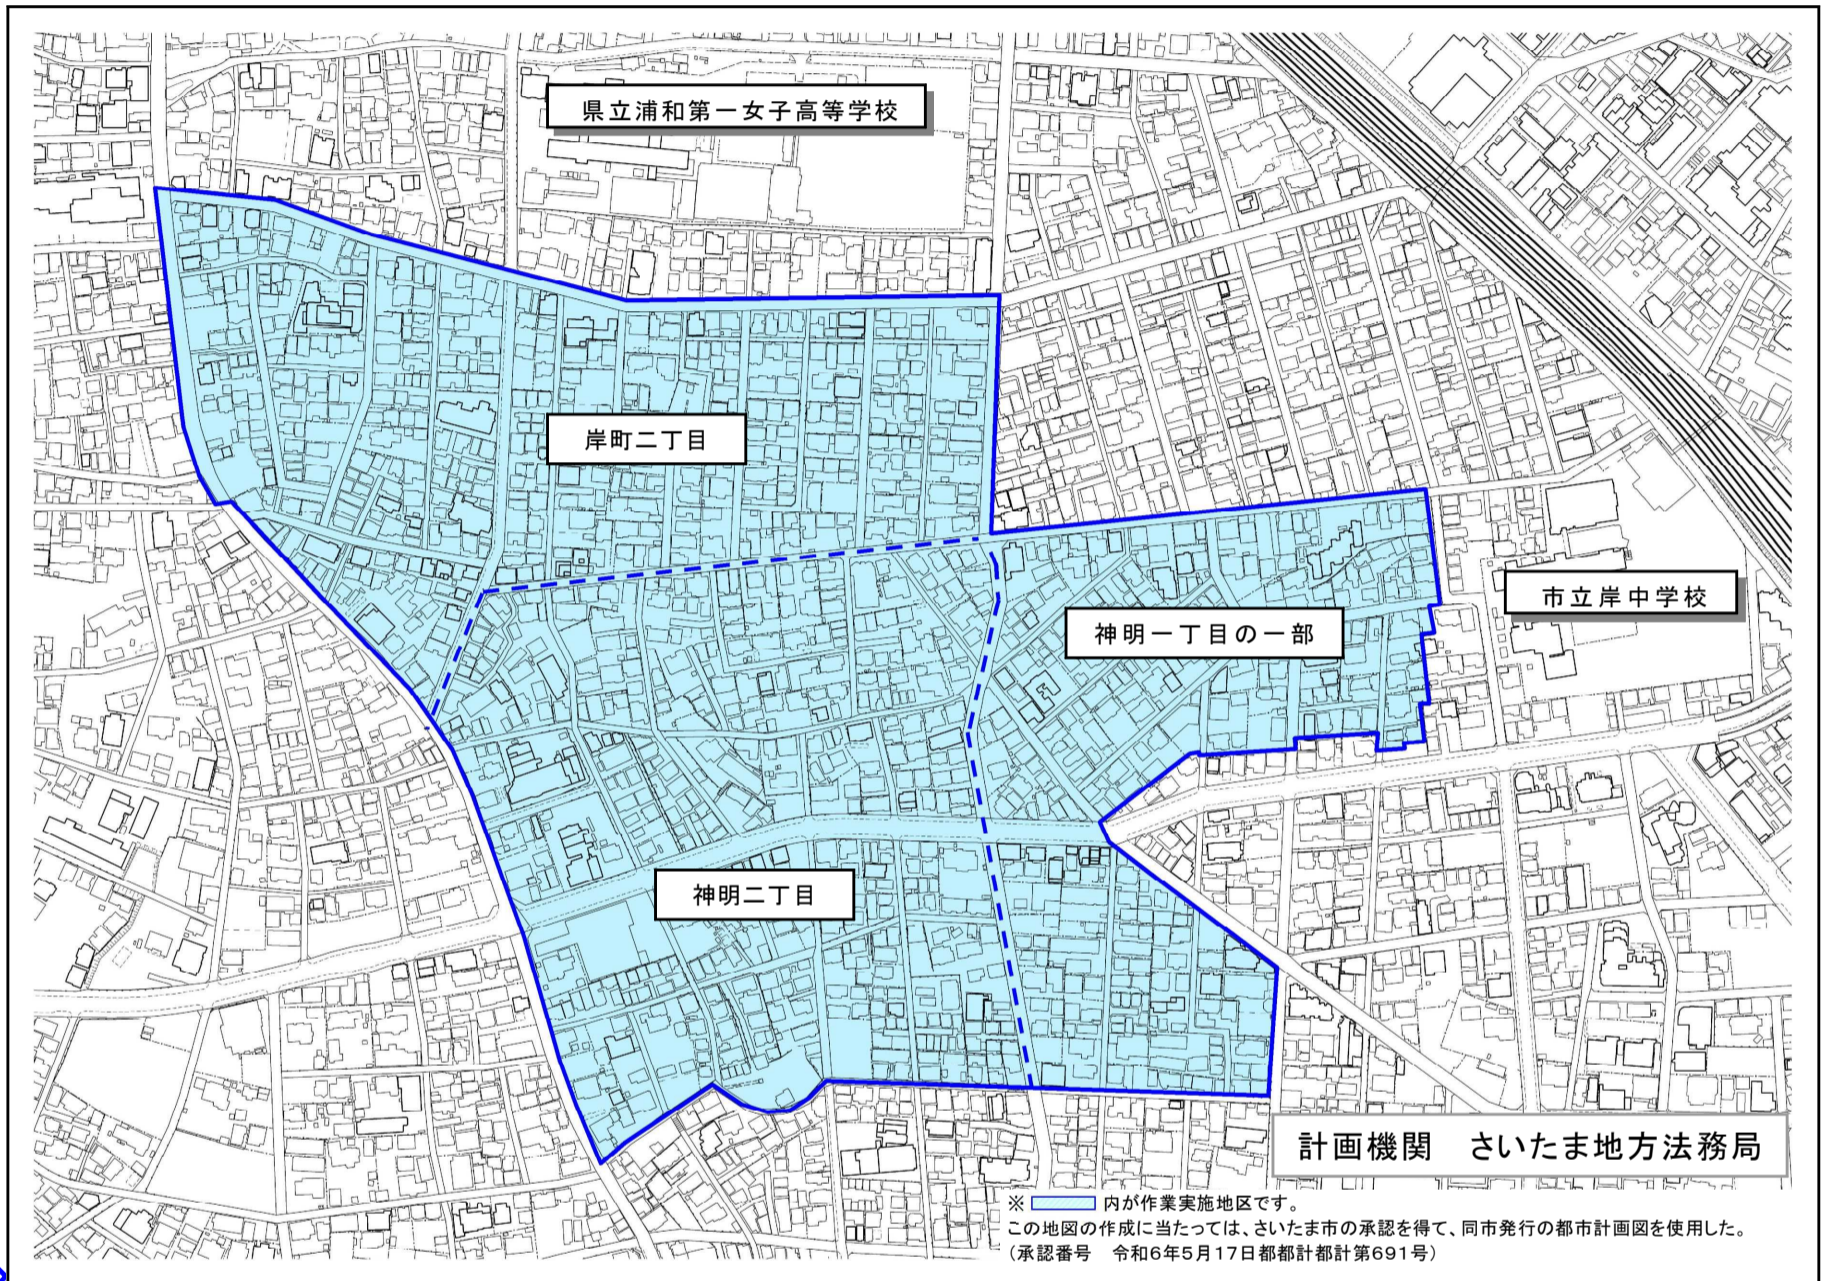 県立浦和第一女子高等学校
岸町二丁目
市立岸中学校
神明一丁目の一部
神明二丁目
計画機関　さいたま地方法務局
※　内が作業実施地区です。
この地図の作成に当たっては、さいたま市の承認を得て、同市発行の都市計画図を使用した。
（承認番号　令和6年5月17日都都計都計第691号）